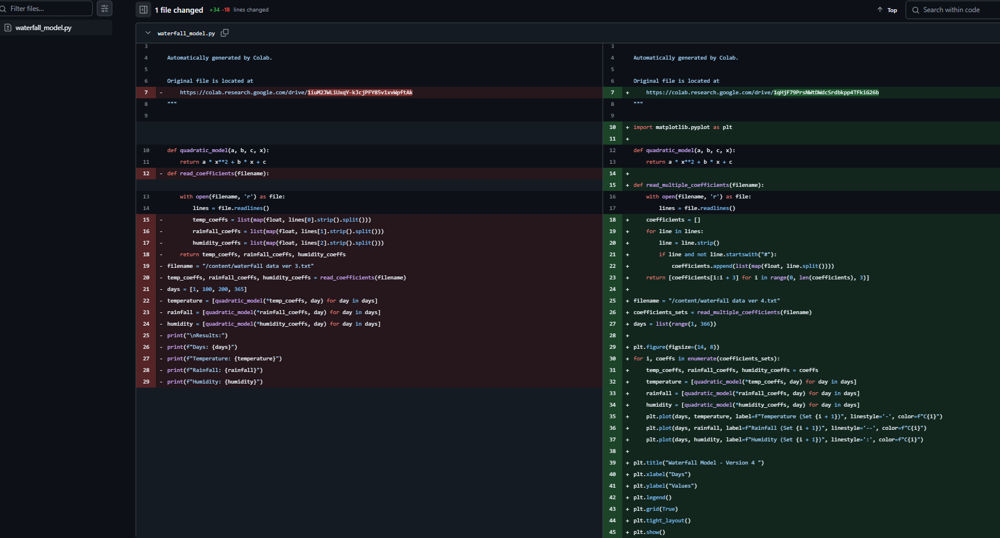 Filter files...
1 file changed +34 -18 lines changed
Top
Search within code
waterfall_model.py
waterfall_model.py
3
4 Automatically generated by Colab.
5
6 Original file is located at
7 - https://colab.research.google.com/drive/1iuM2JWLiUxqY-kJcjPFY85v1xvWpftAk
8 """
9
10 def quadratic_model(a, b, c, x):
11 return a * x**2 + b * x + c
12 - def read_coefficients(filename):
13 with open(filename, 'r') as file:
14 lines = file.readlines()
15 - temp_coeffs = list(map(float, lines[0].strip().split()))
16 - rainfall_coeffs = list(map(float, lines[1].strip().split()))
17 - humidity_coeffs = list(map(float, lines[2].strip().split()))
18 - return temp_coeffs, rainfall_coeffs, humidity_coeffs
19 - filename = "/content/waterfall data ver 3.txt"
20 - temp_coeffs, rainfall_coeffs, humidity_coeffs = read_coefficients(filename)
21 - days = [1, 100, 200, 365]
22 - temperature = [quadratic_model(*temp_coeffs, day) for day in days]
23 - rainfall = [quadratic_model(*rainfall_coeffs, day) for day in days]
24 - humidity = [quadratic_model(*humidity_coeffs, day) for day in days]
25 - print("\nResults:")
26 - print(f"Days: {days}")
27 - print(f"Temperature: {temperature}")
28 - print(f"Rainfall: {rainfall}")
29 - print(f"Humidity: {humidity}")
3
4 Automatically generated by Colab.
5
6 Original file is located at
7 + https://colab.research.google.com/drive/1qHjF79PrsNWtDWdcSrdbkpp4TFkiG26b
8 """
9
10 + import matplotlib.pyplot as plt
11 +
12 def quadratic_model(a, b, c, x):
13 return a * x**2 + b * x + c
14 +
15 + def read_multiple_coefficients(filename):
16 with open(filename, 'r') as file:
17 lines = file.readlines()
18 + coefficients = []
19 + for line in lines:
20 + line = line.strip()
21 + if line and not line.startswith("#"):
22 + coefficients.append(list(map(float, line.split())))
23 + return [coefficients[i:i + 3] for i in range(0, len(coefficients), 3)]
24 +
25 + filename = "/content/waterfall data ver 4.txt"
26 + coefficients_sets = read_multiple_coefficients(filename)
27 + days = list(range(1, 366))
28 +
29 + plt.figure(figsize=(14, 8))
30 + for i, coeffs in enumerate(coefficients_sets):
31 + temp_coeffs, rainfall_coeffs, humidity_coeffs = coeffs
32 + temperature = [quadratic_model(*temp_coeffs, day) for day in days]
33 + rainfall = [quadratic_model(*rainfall_coeffs, day) for day in days]
34 + humidity = [quadratic_model(*humidity_coeffs, day) for day in days]
35 + plt.plot(days, temperature, label=f"Temperature (Set {i + 1})", linestyle='-', color=f"C{i}")
36 + plt.plot(days, rainfall, label=f"Rainfall (Set {i + 1})", linestyle='--', color=f"C{i}")
37 + plt.plot(days, humidity, label=f"Humidity (Set {i + 1})", linestyle=':', color=f"C{i}")
38 +
39 + plt.title("Waterfall Model - Version 4 ")
40 + plt.xlabel("Days")
41 + plt.ylabel("Values")
42 + plt.legend()
43 + plt.grid(True)
44 + plt.tight_layout()
45 + plt.show()